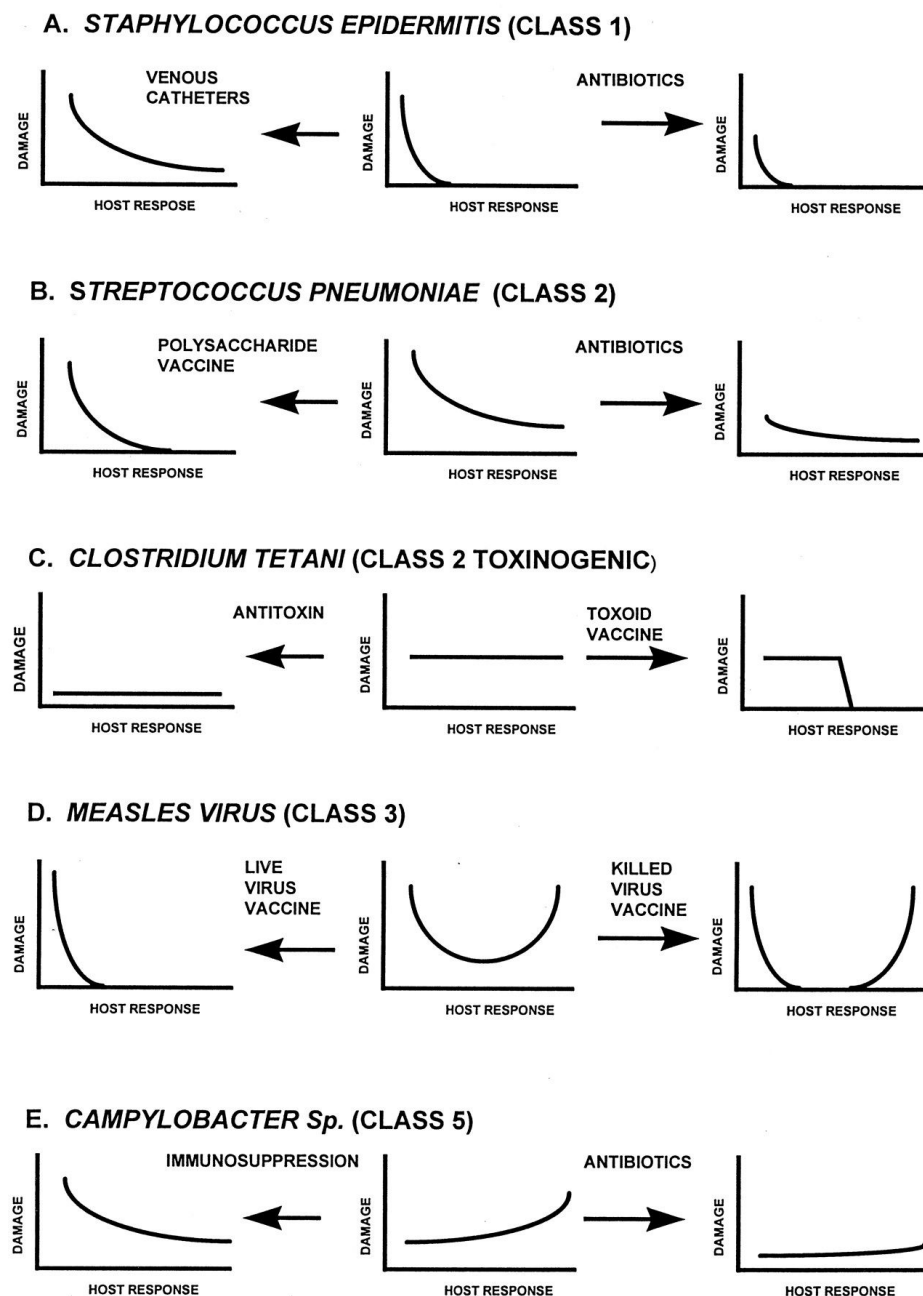 A. STAPHYLOCOCCUS EPIDERMITIS (CLASS 1)
DAMAGE
HOST RESPOSE
VENOUS
CATHETERS
DAMAGE
HOST RESPONSE
ANTIBIOTICS
DAMAGE
HOST RESPONSE
B. STREPTOCOCCUS PNEUMONIAE (CLASS 2)
DAMAGE
HOST RESPONSE
POLYSACCHARIDE
VACCINE
DAMAGE
HOST RESPONSE
ANTIBIOTICS
DAMAGE
HOST RESPONSE
C. CLOSTRIDIUM TETANI (CLASS 2 TOXINOGENIC)
DAMAGE
HOST RESPONSE
ANTITOXIN
DAMAGE
HOST RESPONSE
TOXOID
VACCINE
DAMAGE
HOST RESPONSE
D. MEASLES VIRUS (CLASS 3)
DAMAGE
HOST RESPONSE
LIVE
VIRUS
VACCINE
DAMAGE
HOST RESPONSE
KILLED
VIRUS
VACCINE
DAMAGE
HOST RESPONSE
E. CAMPYLOBACTER Sp. (CLASS 5)
DAMAGE
HOST RESPONSE
IMMUNOSUPPRESSION
DAMAGE
HOST RESPONSE
ANTIBIOTICS
DAMAGE
HOST RESPONSE